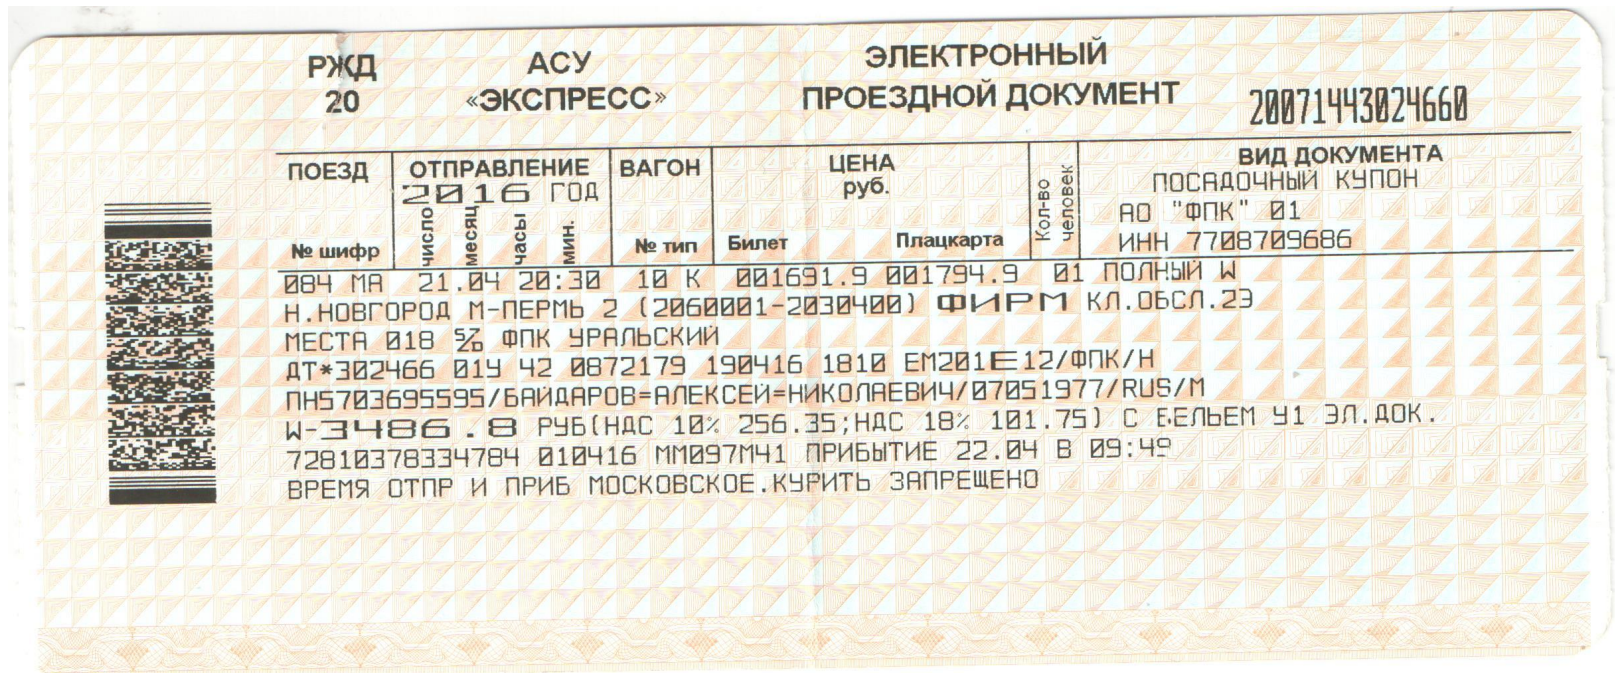 РЖД АСУ ЭЛЕКТРОННЫЙ
20 «ЭКСПРЕСС» ПРОЕЗДНОЙ ДОКУМЕНТ 20071443024660
ПОЕЗД ОТПРАВЛЕНИЕ ВАГОН ЦЕНА Кол-во человек ВИД ДОКУМЕНТА
2016 ГОД руб. ПОСАДОЧНЫЙ КУПОН
АО "ФПК" 01
№ шифр число месяц часы мин. № тип Билет Плацкарта ИНН 7708709686
084 МА 21.04 20:30 10 К 001691.9 001794.9 01 ПОЛНЫЙ W
Н.НОВГОРОД М-ПЕРМЬ 2 (2060001-2030400) ФИРМ КЛ.ОБСЛ.2Э
МЕСТА 018 ФПК УРАЛЬСКИЙ
ДТ*302466 01У 42 0872179 190416 1810 ЕМ201Е12/ФПК/Н
ПН5703695595/БАЙДАРОВ=АЛЕКСЕЙ=НИКОЛАЕВИЧ/07051977/RUS/M
W-3486.8 РУБ(НДС 10% 256.35;НДС 18% 101.75) С БЕЛЬЕМ У1 ЭЛ.ДОК.
72810378334784 010416 ММ097М41 ПРИБЫТИЕ 22.04 В 09:49
ВРЕМЯ ОТПР И ПРИБ МОСКОВСКОЕ.КУРИТЬ ЗАПРЕЩЕНО